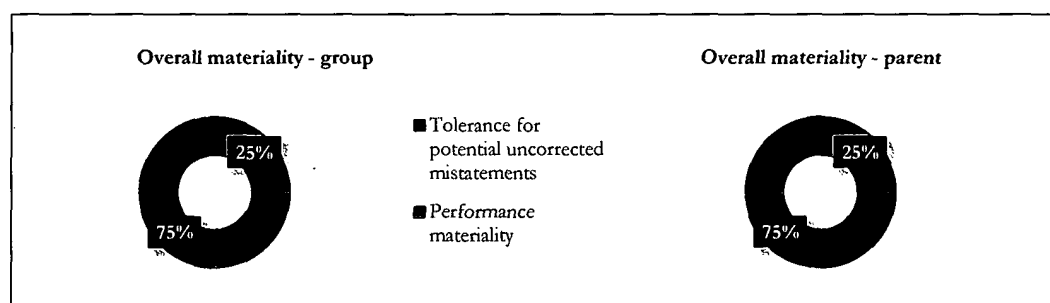 Overall materiality - group
25%
75%
Tolerance for
potential uncorrected
mistatements
Performance
materiality
Overall materiality - parent
25%
75%